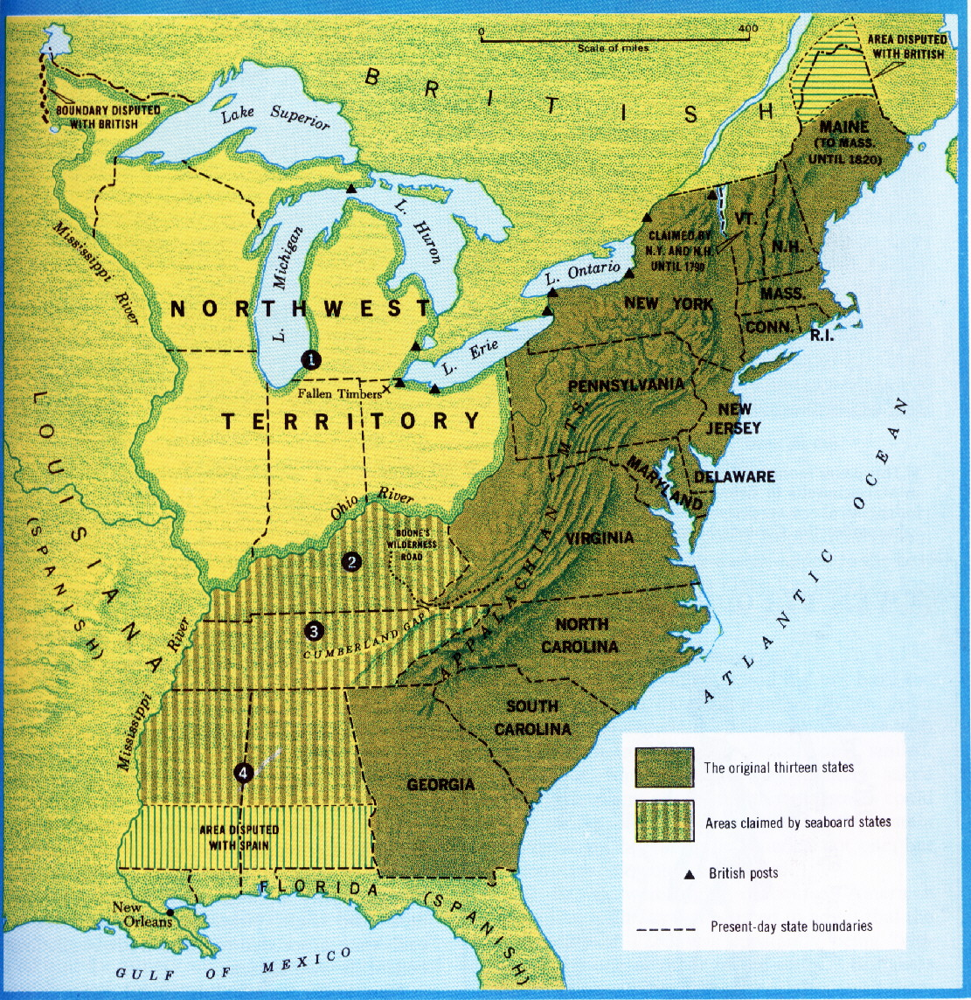 0 400
Scale of miles
AREA DISPUTED
WITH BRITISH
BRITISH
BOUNDARY DISPUTED
WITH BRITISH
Lake Superior
MAINE
(TO MASS.
UNTIL 1820)
L. Huron
L. Michigan
Mississippi River
VT.
CLAIMED BY
N.Y. AND N.H.
UNTIL 1790
N.H.
L. Ontario
NEW YORK
MASS.
CONN.
R.I.
NORTHWEST
TERRITORY
1
L. Erie
Fallen Timbers
PENNSYLVANIA
NEW
JERSEY
MARYLAND
DELAWARE
LOUISIANA
(SPANISH)
Ohio River
BOONE'S
WILDERNESS
ROAD
2
VIRGINIA
APPALACHIAN MTS.
ATLANTIC OCEAN
3
CUMBERLAND GAP
NORTH
CAROLINA
Mississippi River
SOUTH
CAROLINA
4
GEORGIA
AREA DISPUTED
WITH SPAIN
FLORIDA
(SPANISH)
New
Orleans
GULF OF MEXICO
The original thirteen states
Areas claimed by seaboard states
British posts
Present-day state boundaries